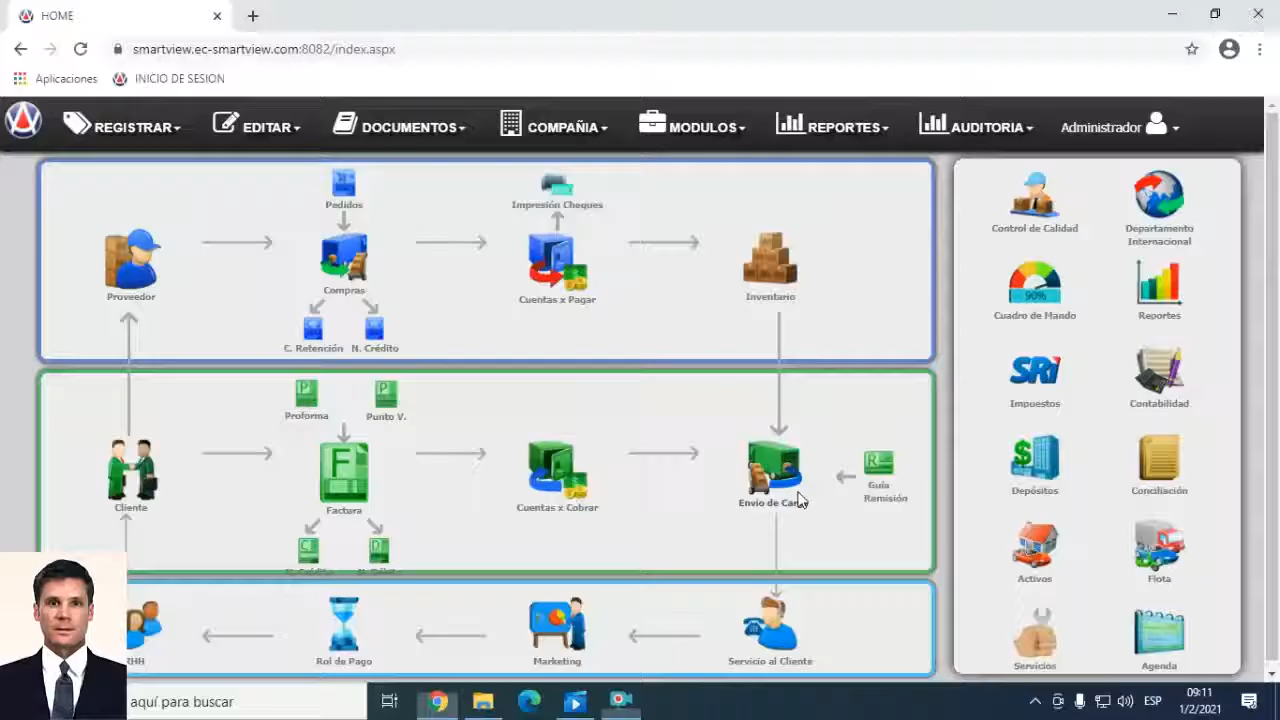 HOME
smartview.ec-smartview.com:8082/index.aspx
Aplicaciones
INICIO DE SESION
REGISTRAR
EDITAR
DOCUMENTOS
COMPAÑIA
MODULOS
REPORTES
AUDITORIA
Administrador
Pedidos
Impresión Cheques
Proveedor
Compras
Cuentas x Pagar
Inventario
C. Retención
N. Crédito
Proforma
Punto V.
F
Cliente
Factura
Cuentas x Cobrar
Envio de
Guía
Remisión
Rol de Pago
Marketing
Servicio al Cliente
Control de Calidad
Departamento
Internacional
90%
Cuadro de Mando
Reportes
SRi
Impuestos
Contabilidad
Depósitos
Conciliación
Activos
Flota
Servicios
Agenda
aquí para buscar
ESP
09:11
1/2/2021